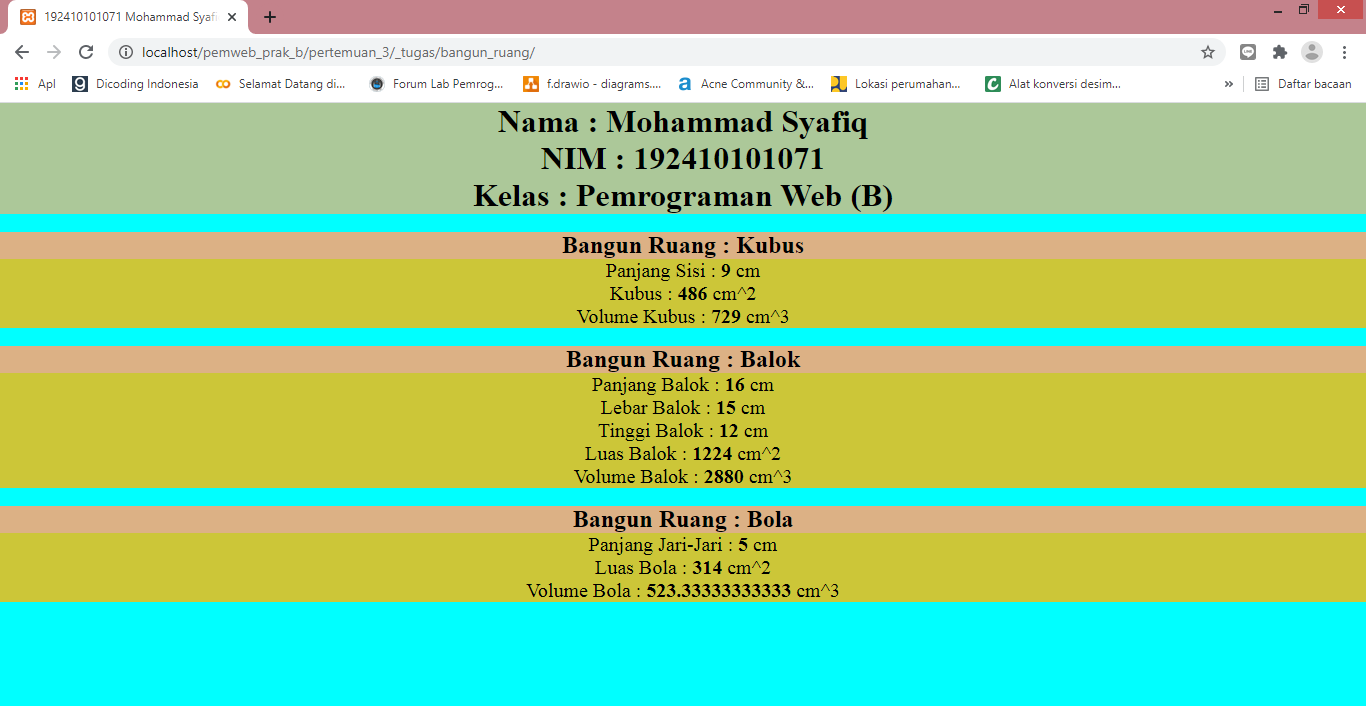 192410101071 Mohammad Syafi
localhost/pemweb_prak_b/pertemuan_3/_tugas/bangun_ruang/
Apl Dicoding Indonesia Selamat Datang di... Forum Lab Pemrog... f.drawio - diagrams.... Acne Community &... Lokasi perumahan... Alat konversi desim... » Daftar bacaan
Nama : Mohammad Syafiq
NIM : 192410101071
Kelas : Pemrograman Web (B)
Bangun Ruang : Kubus
Panjang Sisi : 9 cm
Kubus : 486 cm^2
Volume Kubus : 729 cm^3
Bangun Ruang : Balok
Panjang Balok : 16 cm
Lebar Balok : 15 cm
Tinggi Balok : 12 cm
Luas Balok : 1224 cm^2
Volume Balok : 2880 cm^3
Bangun Ruang : Bola
Panjang Jari-Jari : 5 cm
Luas Bola : 314 cm^2
Volume Bola : 523.33333333333 cm^3